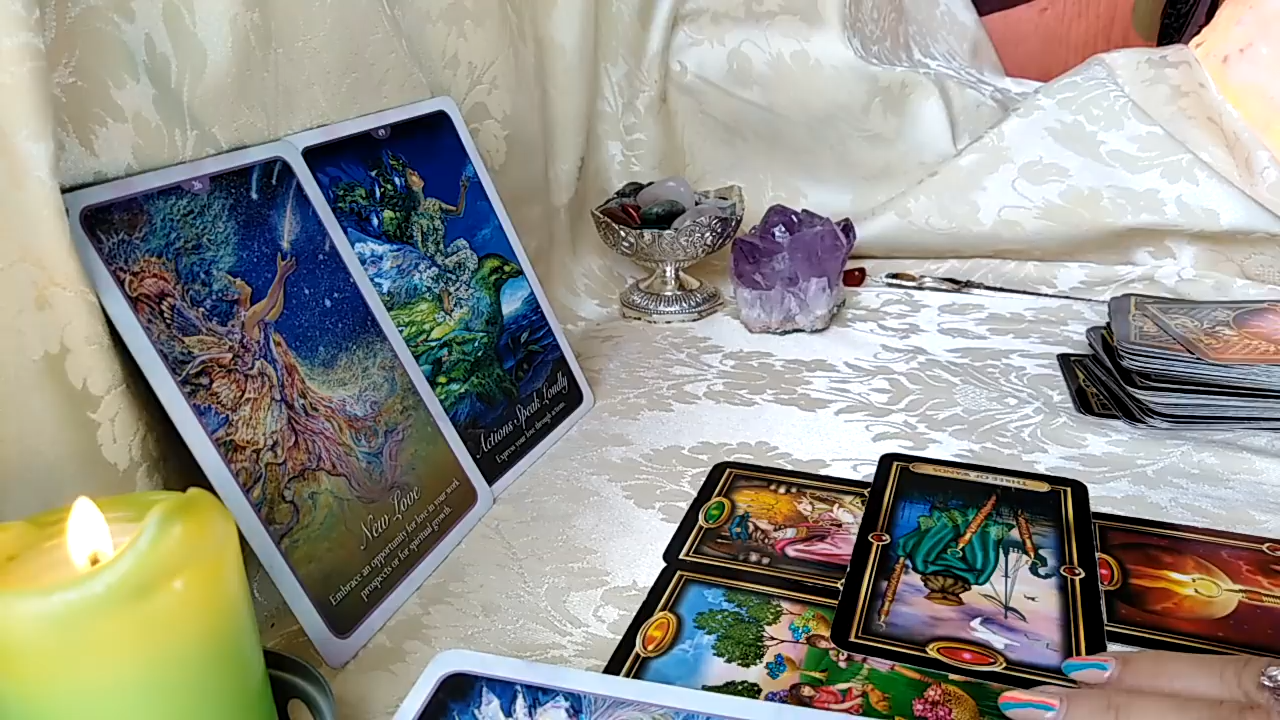 New Love
Embrace an opportunity for love in your work
prospects or for spiritual growth.
Actions Speak Loudly
Express your love through action.
THREE OF WANDS